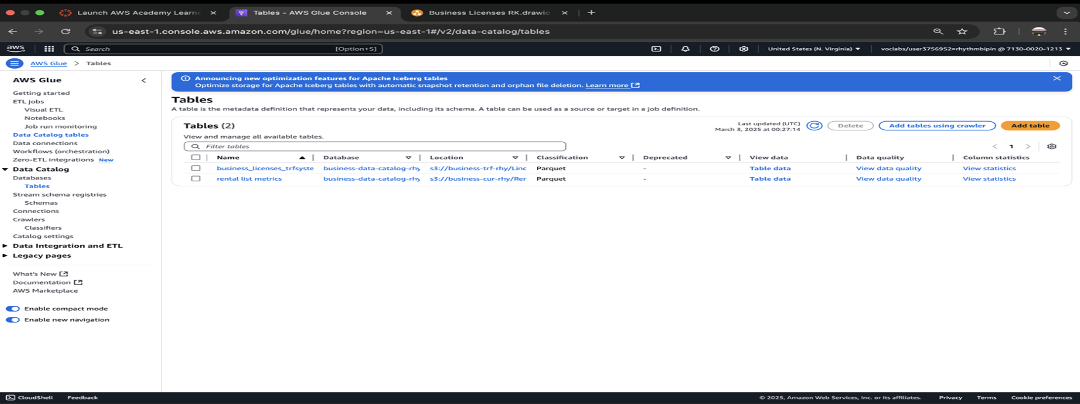 Launch AWS Academy Learn
Tables - AWS Glue Console
Business Licenses RK.drawio
us-east-1.console.aws.amazon.com/glue/home?region=us-east-1#/v2/data-catalog/tables
aws
Search
[Option+S]
United States (N. Virginia)
voclabs/user3756952=rhythmbipin @ 7130-0020-1213
AWS Glue > Tables
AWS Glue
Getting started
ETL jobs
Visual ETL
Notebooks
Job run monitoring
Data Catalog tables
Data connections
Workflows (orchestration)
Zero-ETL integrations New
Data Catalog
Databases
Tables
Stream schema registries
Schemas
Connections
Crawlers
Classifiers
Catalog settings
Data Integration and ETL
Legacy pages
What's New
Documentation
AWS Marketplace
Enable compact mode
Enable new navigation
Announcing new optimization features for Apache Iceberg tables
Optimize storage for Apache Iceberg tables with automatic snapshot retention and orphan file deletion. Learn more
Tables
A table is the metadata definition that represents your data, including its schema. A table can be used as a source or target in a job definition.
Tables (2)
View and manage all available tables.
Last updated (UTC)
March 3, 2025 at 00:27:14
Delete
Add tables using crawler
Add table
Filter tables
1
Name Database Location Classification Deprecated View data Data quality Column statistics
business_licenses_trfsyste business-data-catalog-rhy s3://business-trf-rhy/Linc Parquet - Table data View data quality View statistics
rental list metrics business-data-catalog-rhy s3://business-cur-rhy/Ren Parquet - Table data View data quality View statistics
CloudShell Feedback
© 2025, Amazon Web Services, Inc. or its affiliates. Privacy Terms Cookie preferences